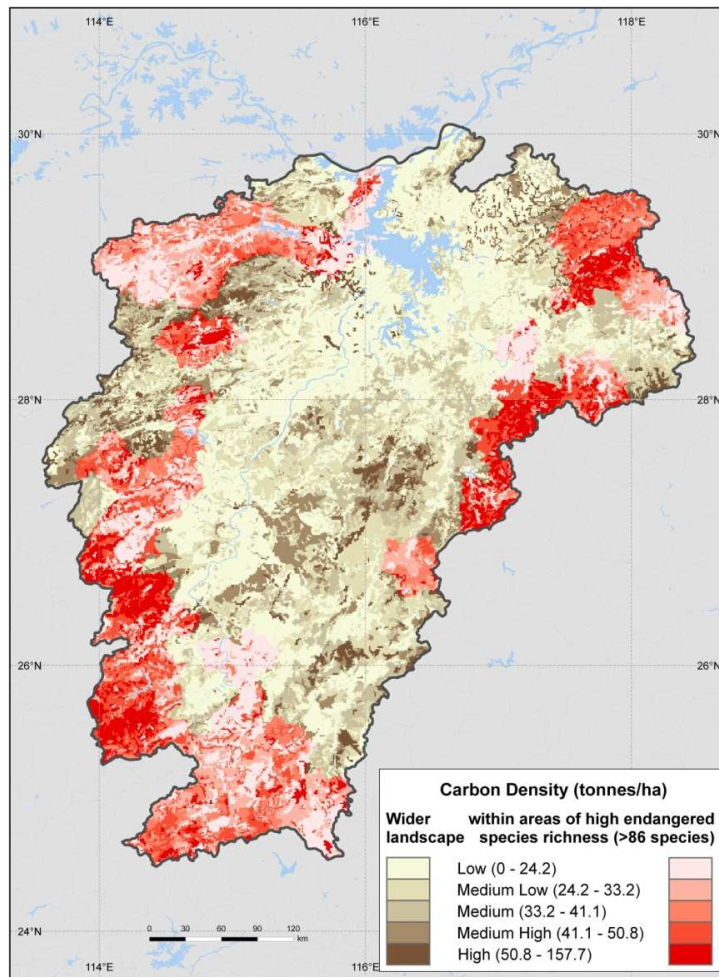 114°E 116°E 118°E
30°N 30°N
28°N 28°N
26°N 26°N
24°N
114°E 116°E
0 30 60 90 120
km
Carbon Density (tonnes/ha)
Wider within areas of high endangered
landscape species richness (>86 species)
Low (0 - 24.2)
Medium Low (24.2 - 33.2)
Medium (33.2 - 41.1)
Medium High (41.1 - 50.8)
High (50.8 - 157.7)